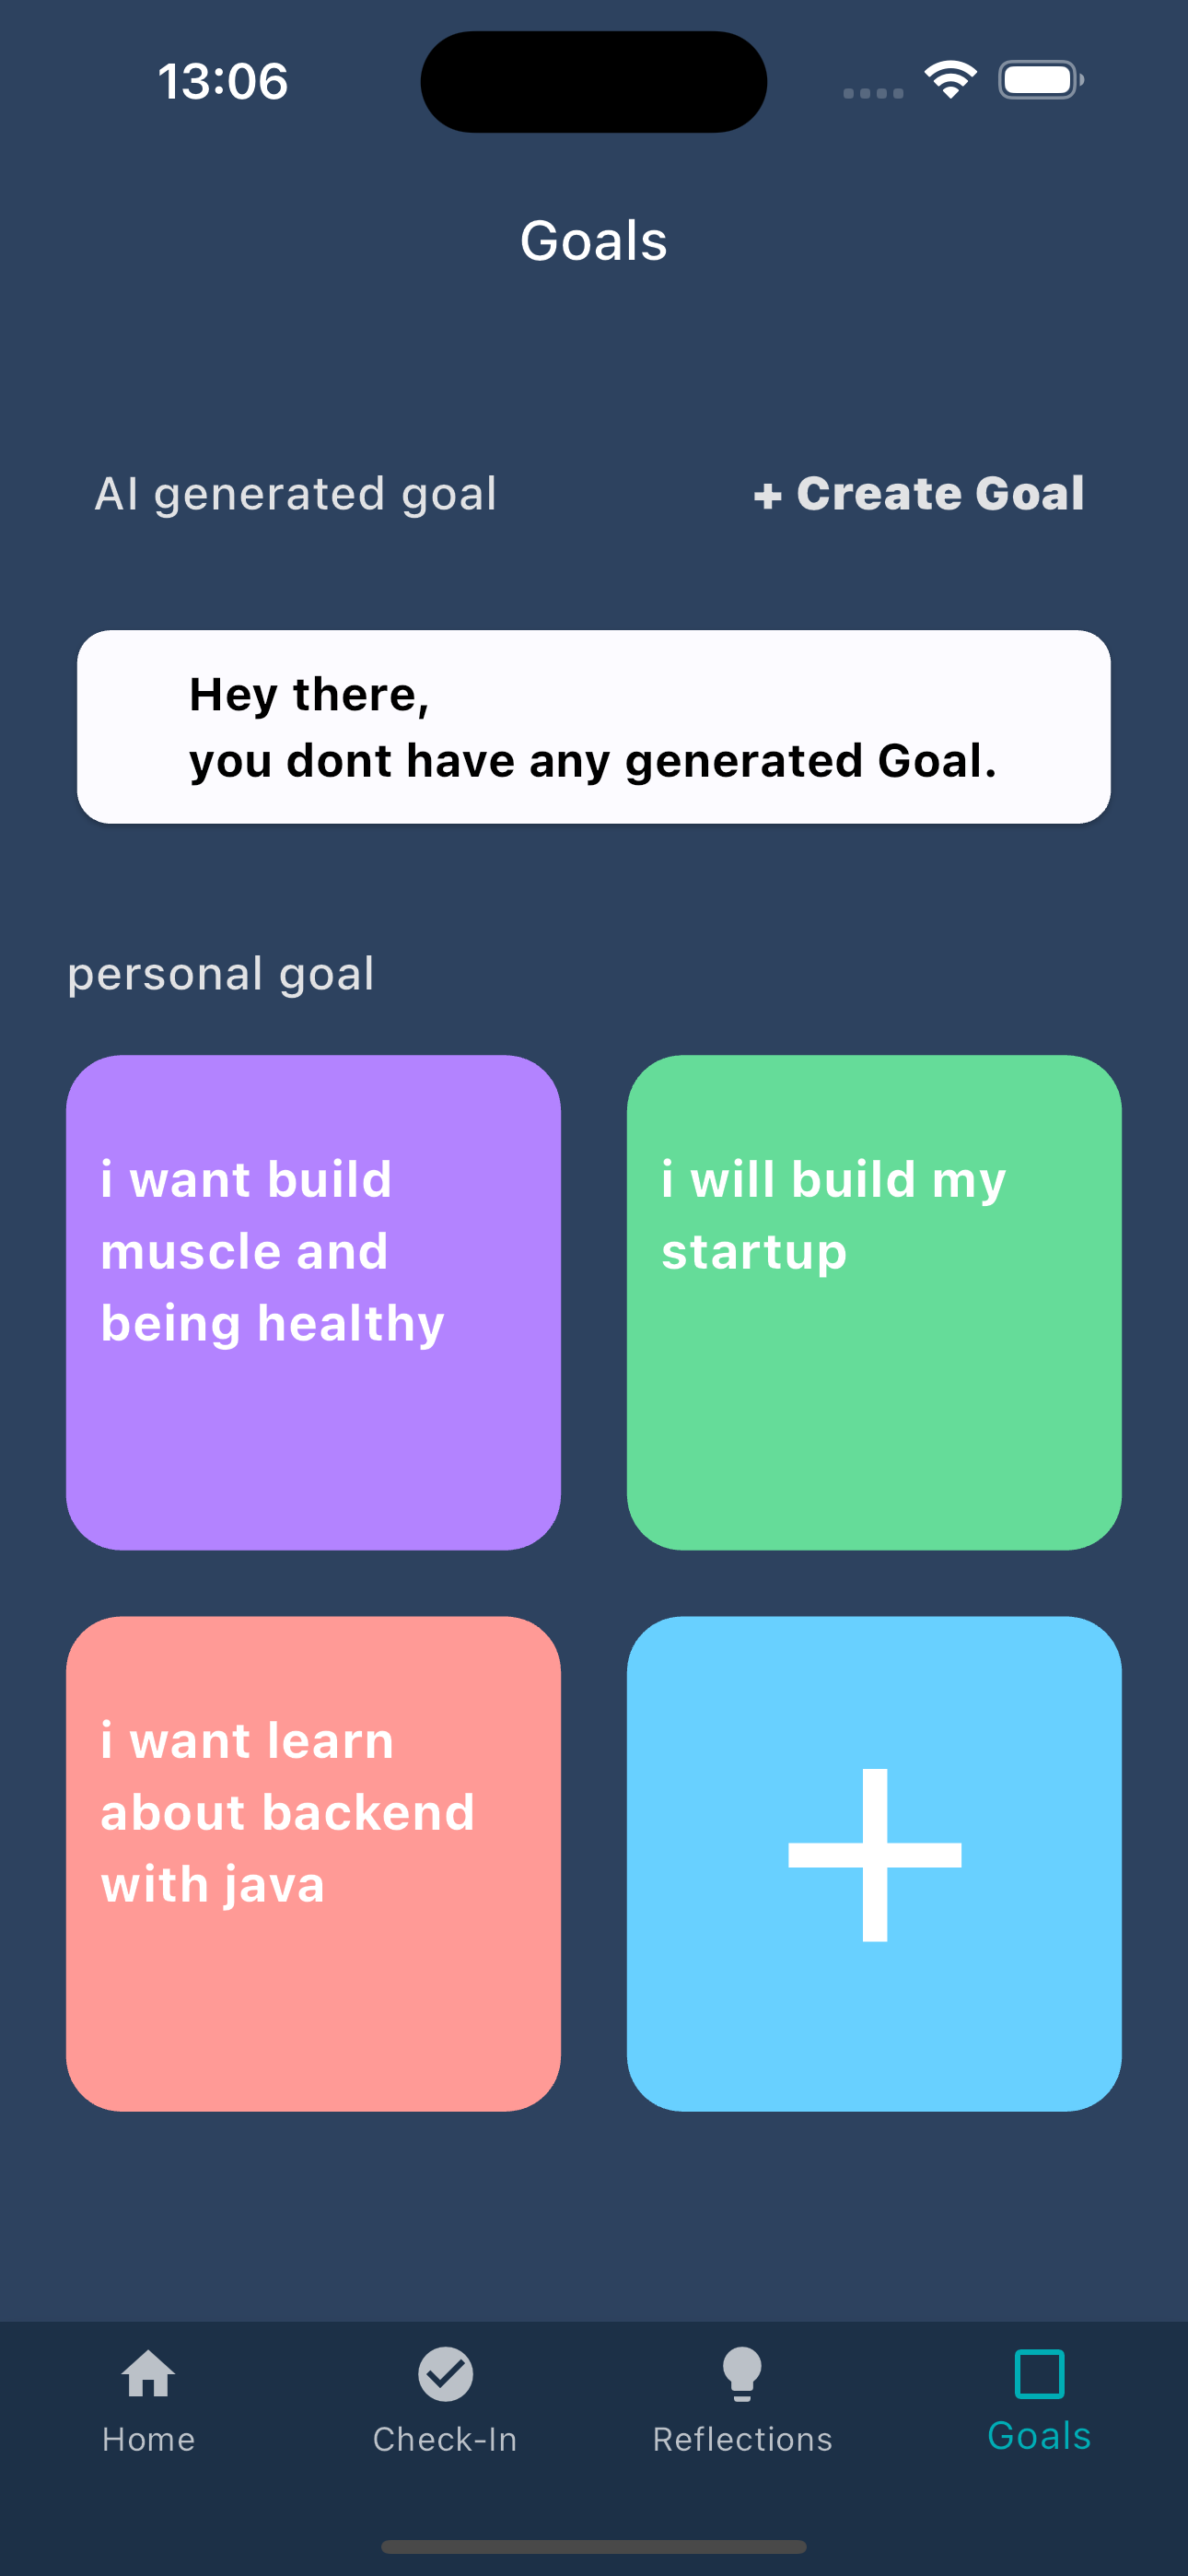 13:06
Goals
AI generated goal
+ Create Goal
Hey there,
you dont have any generated Goal.
personal goal
i want build
muscle and
being healthy
i will build my
startup
i want learn
about backend
with java
Home
Check-In
Reflections
Goals